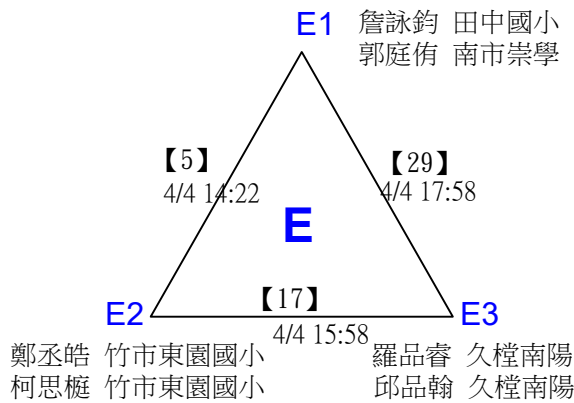 E1 詹詠鈞 田中國小
郭庭侑 南市崇學
【5】 【29】
4/4 14:22 4/4 17:58
E
【17】
E2 E3
4/4 15:58
鄭丞皓 竹市東園國小 羅品睿 久樘南陽
柯思榳 竹市東園國小 邱品翰 久樘南陽